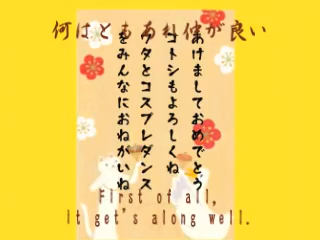 何はともあれ仲が良い
あけましておめでとう
コトシもよろしくね
ウタとコスプレダンス
をみんなにおねがいね
First of all,
it get's along well.